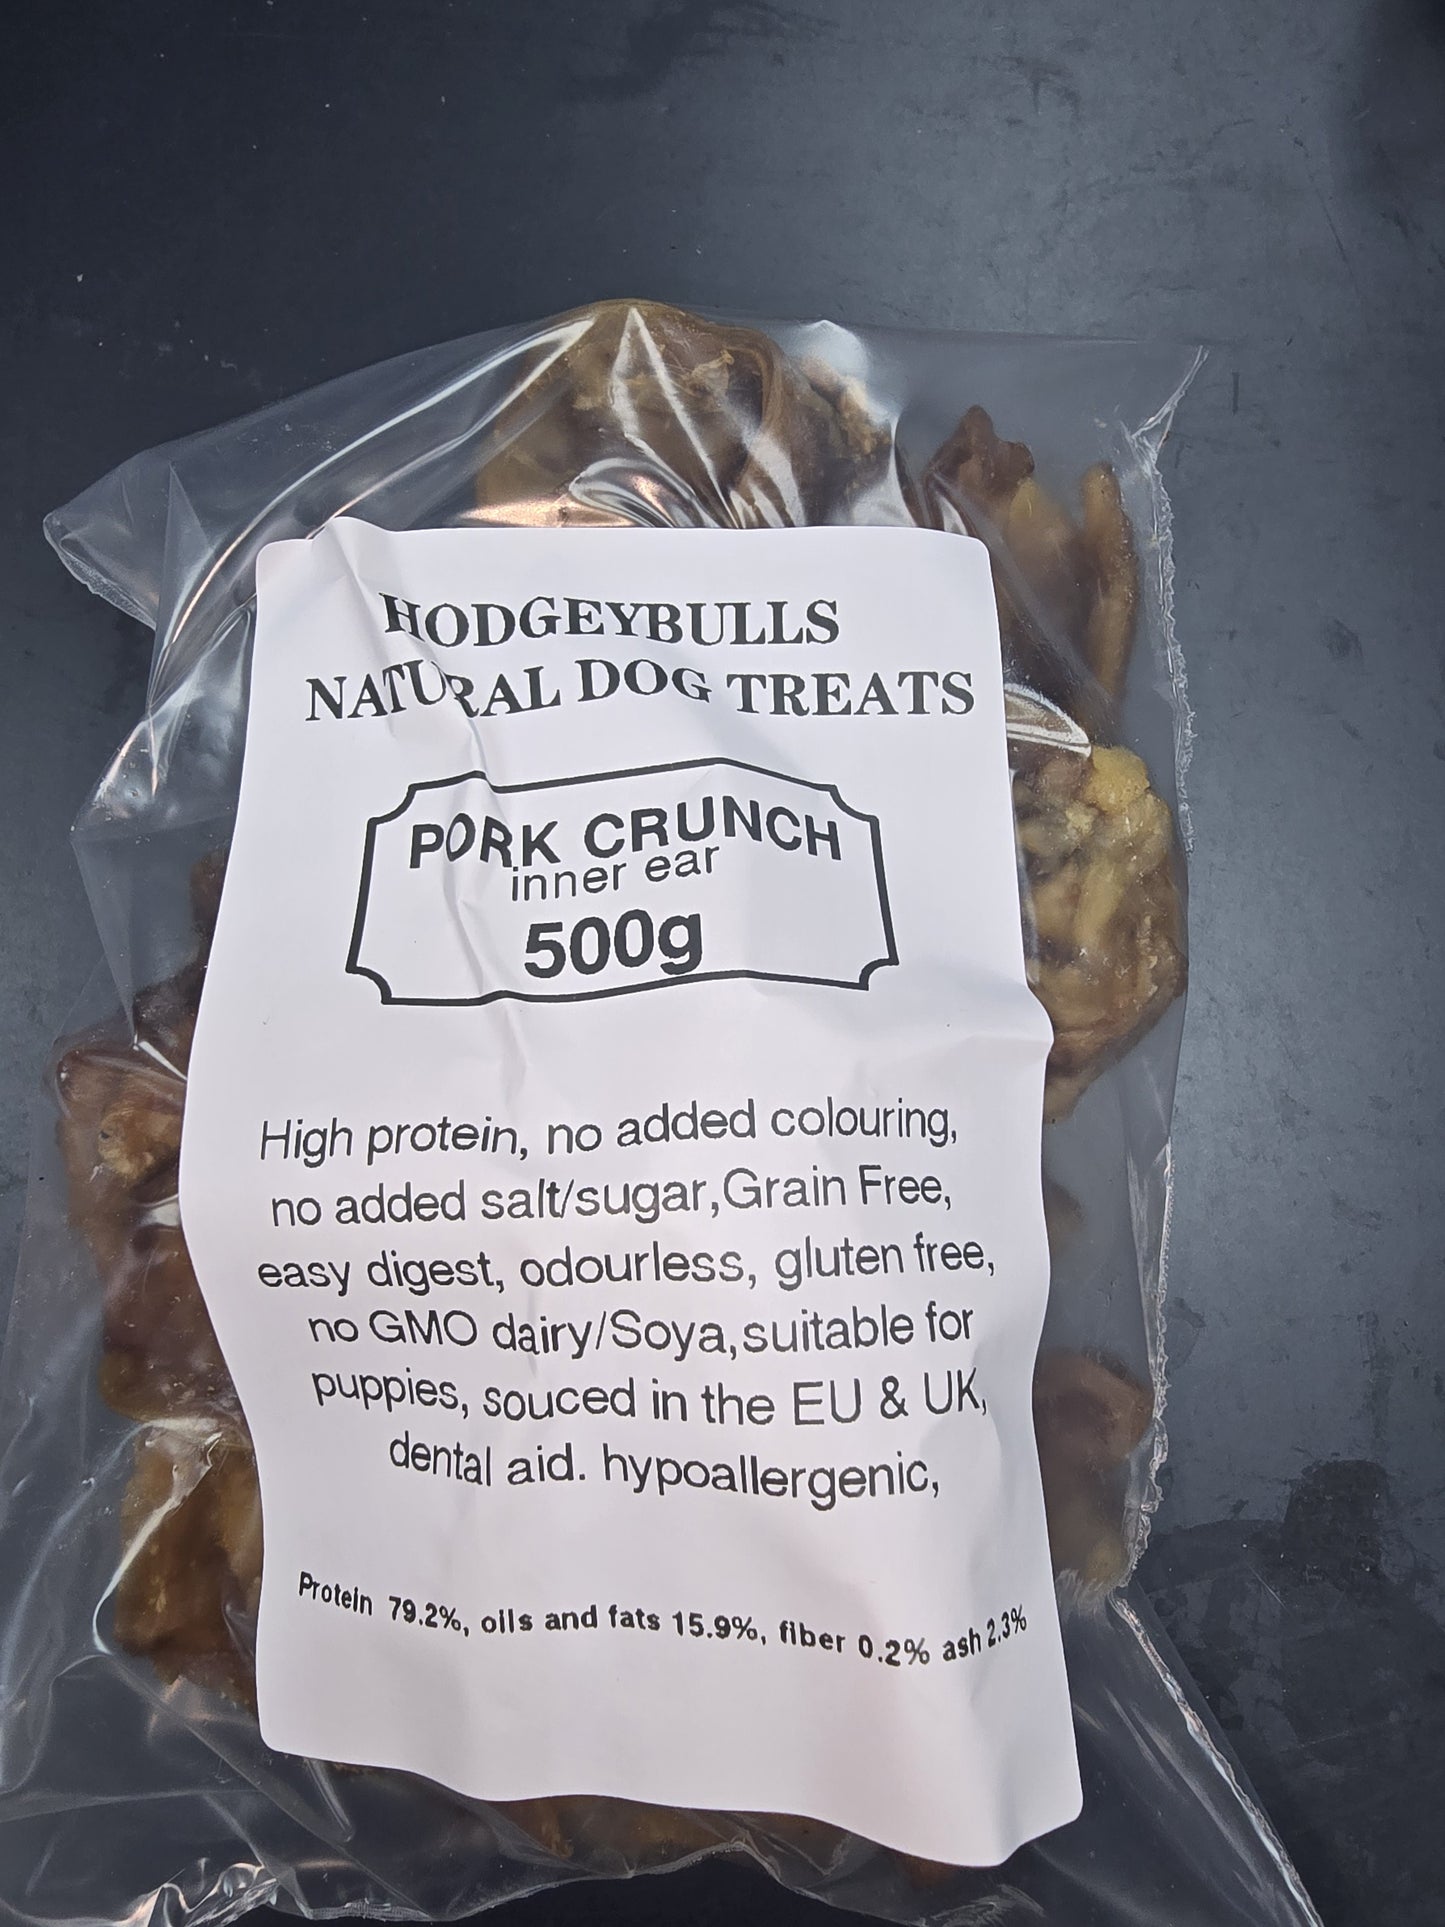 HODGEYBULLS
NATURAL DOG TREATS
PORK CRUNCH
inner ear
500g
High protein, no added colouring,
no added salt/sugar,Grain Free,
easy digest, odourless, gluten free,
no GMO dairy/Soya,suitable for
puppies, souced in the EU & UK,
dental aid. hypoallergenic,
Protein 79.2%, oils and fats 15.9%, fiber 0.2% ash 2.3%